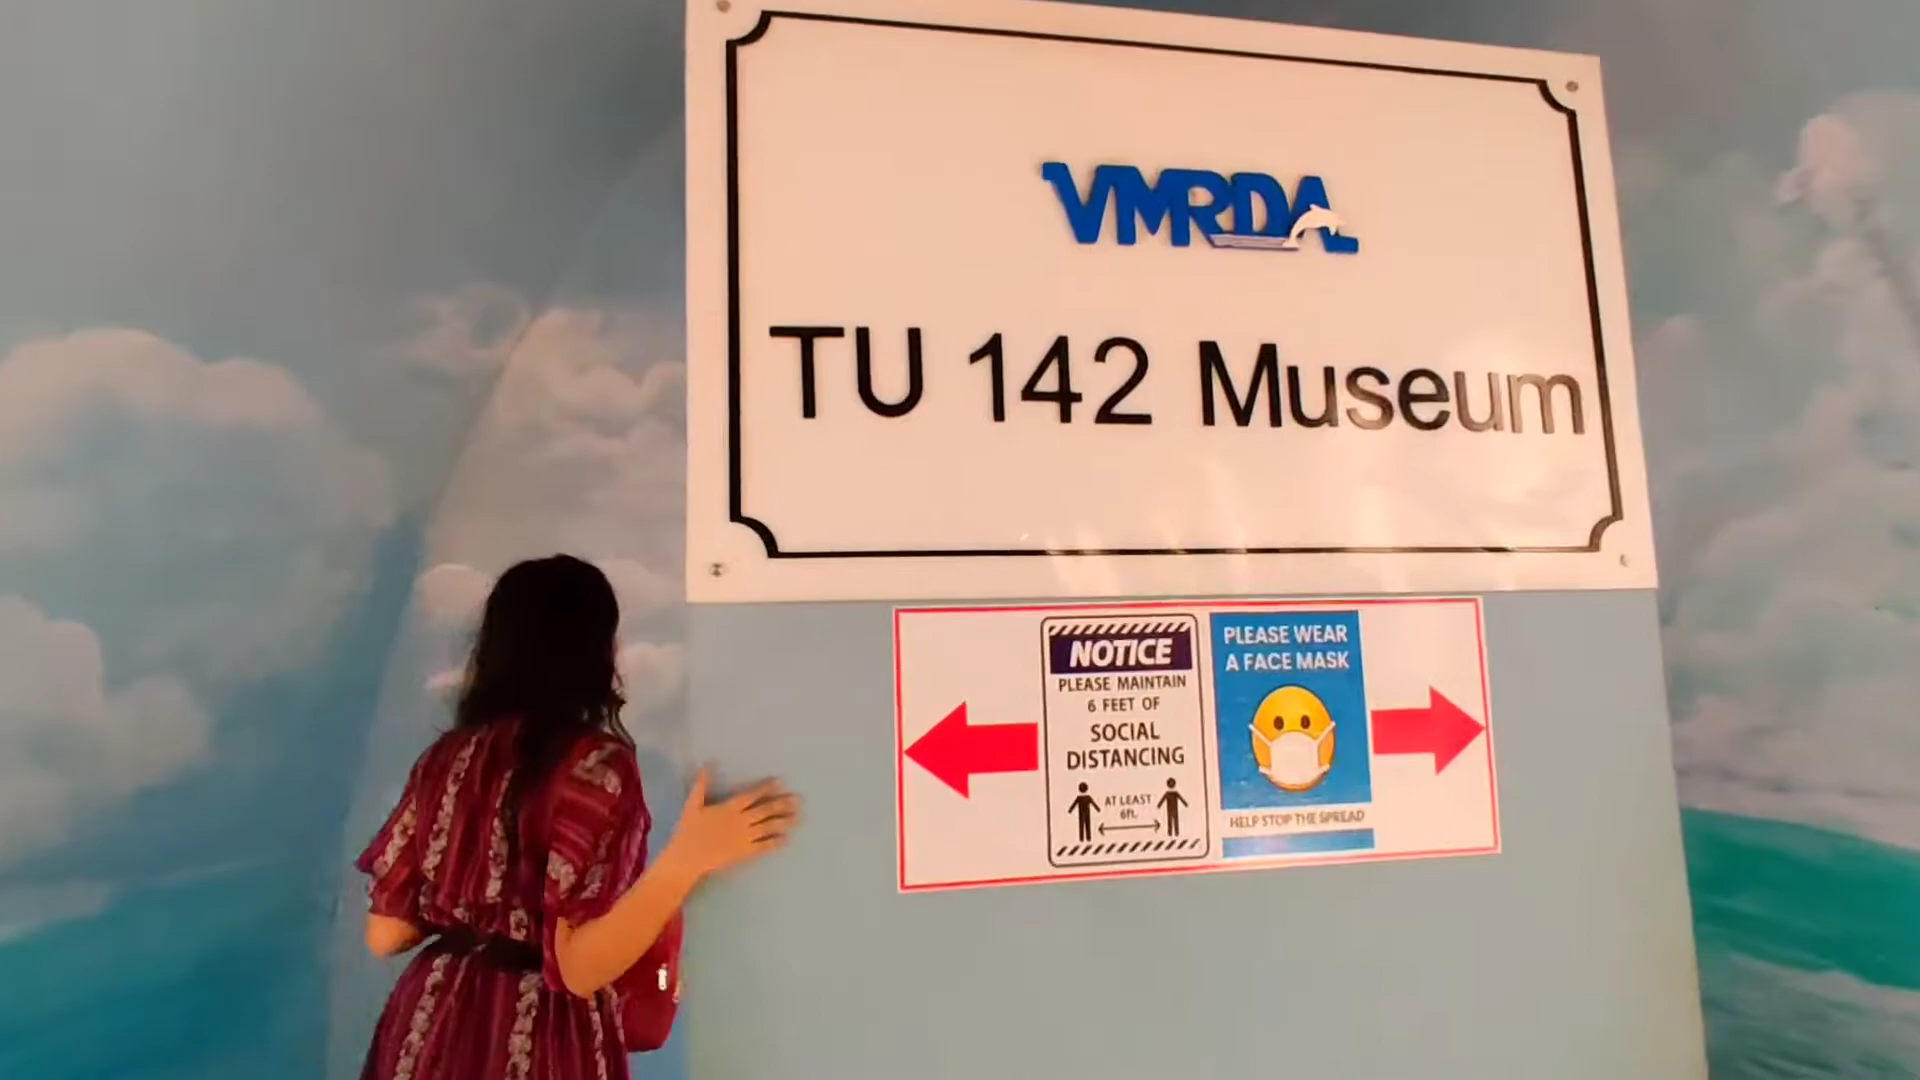 VMRDA
TU 142 Museum
NOTICE
PLEASE MAINTAIN
6 FEET OF
SOCIAL
DISTANCING
AT LEAST
6ft.
PLEASE WEAR
A FACE MASK
HELP STOP THE SPREAD